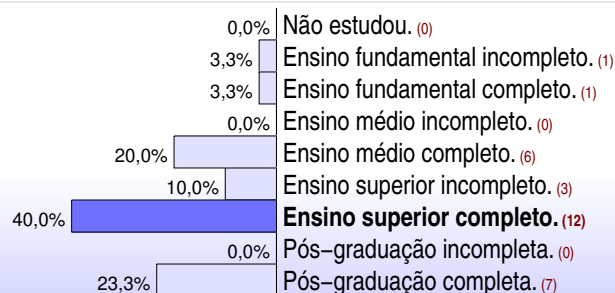 0,0% Não estudou. (0)
3,3% Ensino fundamental incompleto. (1)
3,3% Ensino fundamental completo. (1)
0,0% Ensino médio incompleto. (0)
20,0% Ensino médio completo. (6)
10,0% Ensino superior incompleto. (3)
40,0% Ensino superior completo. (12)
0,0% Pós-graduação incompleta. (0)
23,3% Pós-graduação completa. (7)